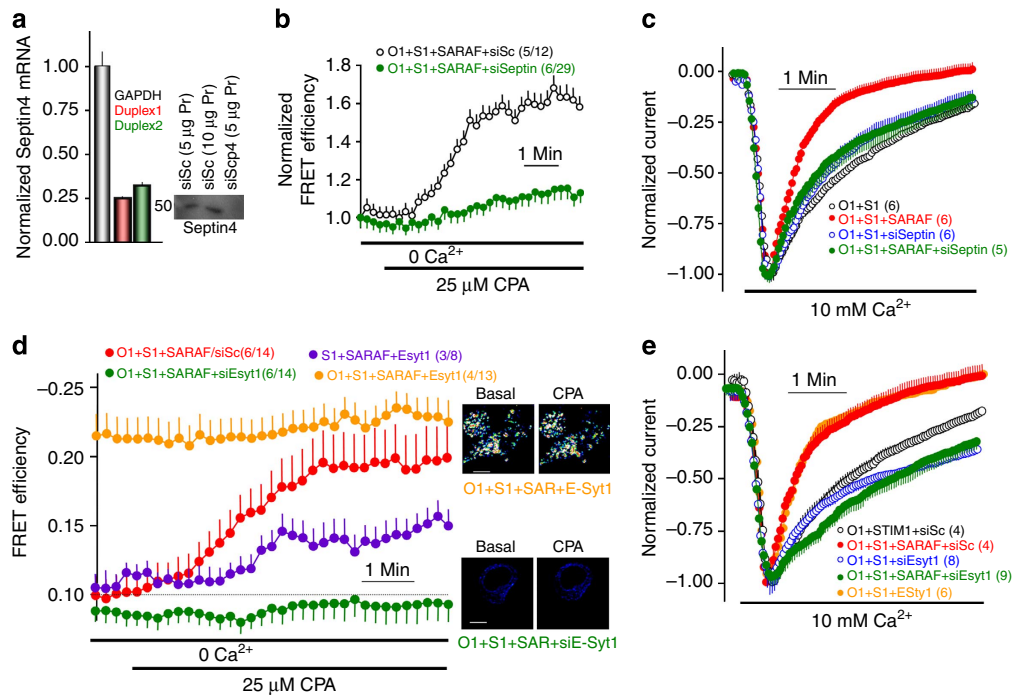 a
Normalized Septin4 mRNA
1.00
0.75
0.50
0.25
0.00
GAPDH
Duplex1
Duplex2
siSc (5 µg Pr)
siSc (10 µg Pr)
siScp4 (5 µg Pr)
50
Septin4
b
O1+S1+SARAF+siSc (5/12)
O1+S1+SARAF+siSeptin (6/29)
Normalized
FRET efficiency
1.8
1.6
1.4
1.2
1.0
1 Min
0 Ca2+
25 µM CPA
c
Normalized current
0.00
−0.25
−0.50
−0.75
−1.00
1 Min
O1+S1 (6)
O1+S1+SARAF (6)
O1+S1+siSeptin (6)
O1+S1+SARAF+siSeptin (5)
10 mM Ca2+
d
O1+S1+SARAF/siSc(6/14)
S1+SARAF+Esyt1 (3/8)
O1+S1+SARAF+siEsyt1(6/14)
O1+S1+SARAF+Esyt1(4/13)
FRET efficiency
−0.25
0.20
0.15
0.10
1 Min
0 Ca2+
25 µM CPA
Basal
CPA
O1+S1+SAR+E-Syt1
Basal
CPA
O1+S1+SAR+siE-Syt1
e
Normalized current
0.00
−0.25
−0.50
−0.75
−1.00
1 Min
O1+STIM1+siSc (4)
O1+S1+SARAF+siSc (4)
O1+S1+siEsyt1 (8)
O1+S1+SARAF+siEsyt1 (9)
O1+S1+ESty1 (6)
10 mM Ca2+